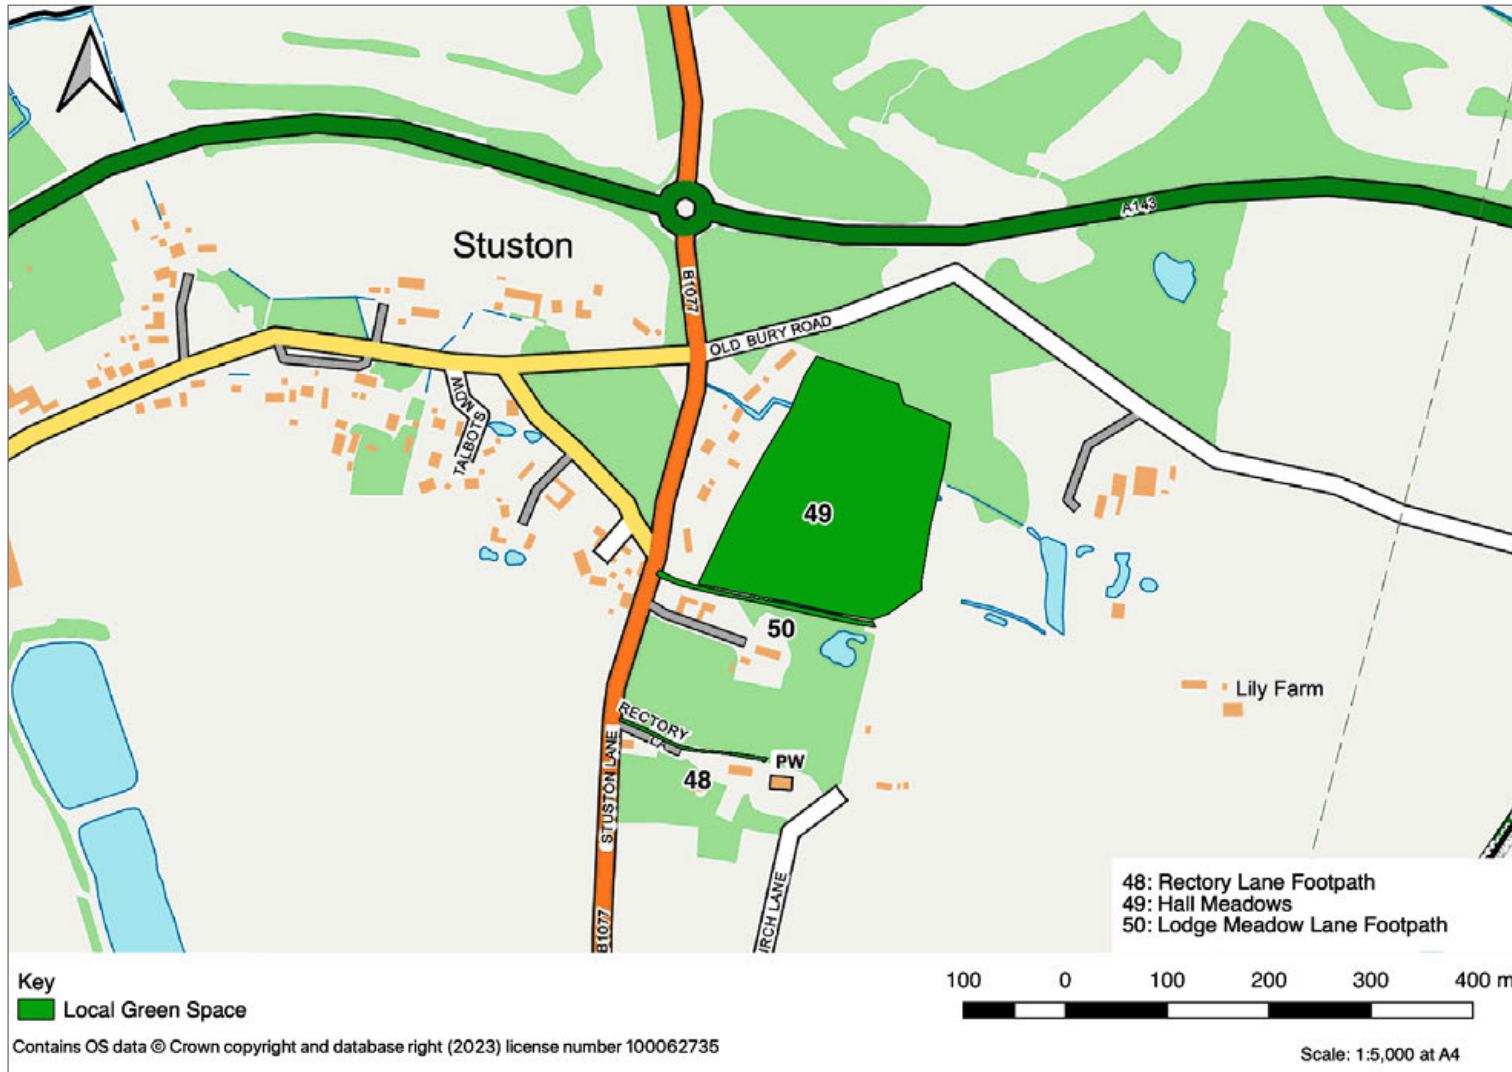 A143
Stuston
B1077
OLD BURY ROAD
TALBOTS MDW
49
50
Lily Farm
RECTORY
LA
PW
48
STUSTON LANE
B1077
IRCH LANE
48: Rectory Lane Footpath
49: Hall Meadows
50: Lodge Meadow Lane Footpath
Key
Local Green Space
100 0 100 200 300 400 m
Contains OS data © Crown copyright and database right (2023) license number 100062735
Scale: 1:5,000 at A4